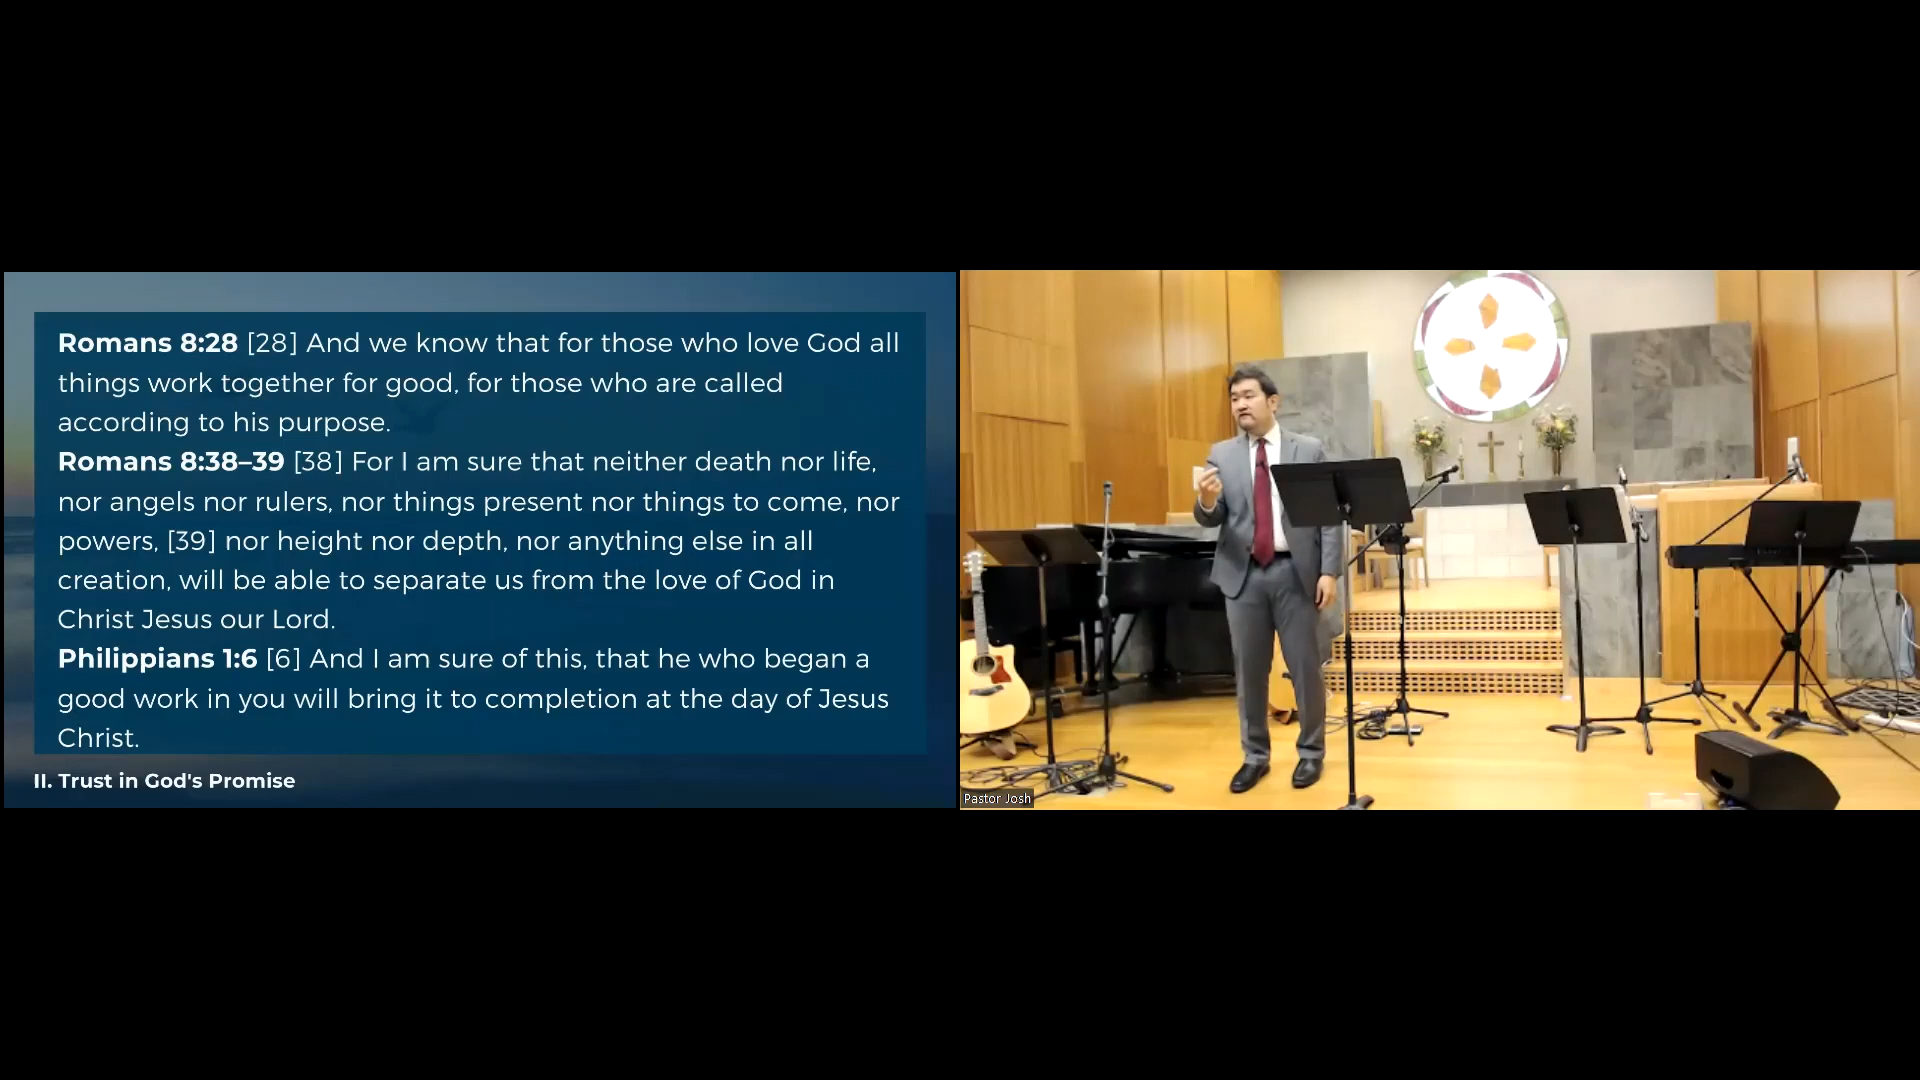 Romans 8:28 [28] And we know that for those who love God all
things work together for good, for those who are called
according to his purpose.
Romans 8:38–39 [38] For I am sure that neither death nor life,
nor angels nor rulers, nor things present nor things to come, nor
powers, [39] nor height nor depth, nor anything else in all
creation, will be able to separate us from the love of God in
Christ Jesus our Lord.
Philippians 1:6 [6] And I am sure of this, that he who began a
good work in you will bring it to completion at the day of Jesus
Christ.
II. Trust in God's Promise
Pastor Josh